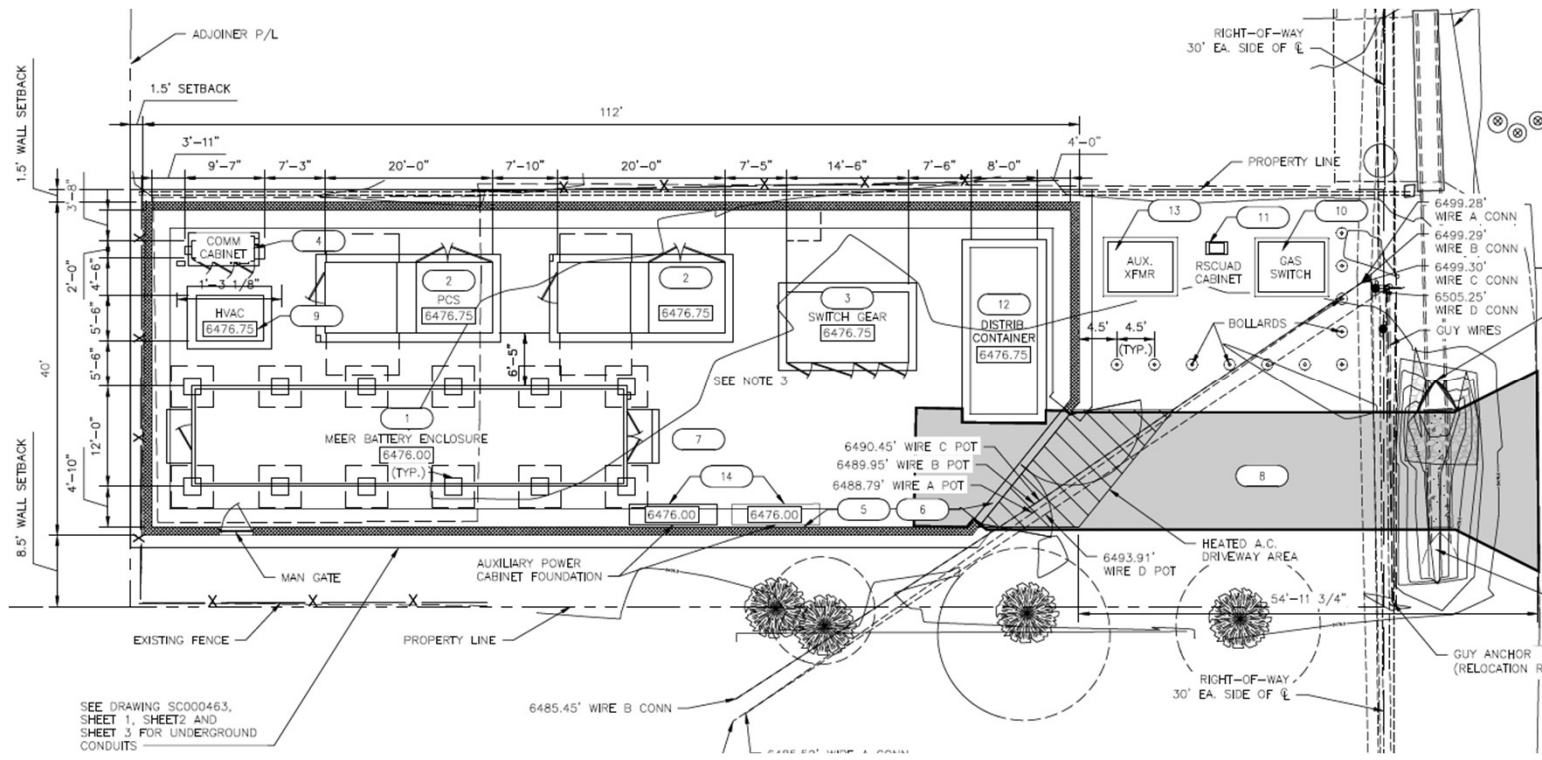 ADJOINER P/L
RIGHT-OF-WAY
30' EA. SIDE OF ℄
1.5' WALL SETBACK
1.5' SETBACK
112'
3'-11"
4'-0"
9'-7"
7'-3"
20'-0"
7'-10"
20'-0"
7'-5"
14'-6"
7'-6"
8'-0"
PROPERTY LINE
3'-8"
2'-0"
4'-6"
5'-6"
5'-6"
12'-0"
4'-10"
40'
8.5' WALL SETBACK
COMM
CABINET
4
1'-3 1/8"
HVAC
6476.75
9
2
PCS
6476.75
2
6476.75
3
SWITCH GEAR
6476.75
12
DISTRIB.
CONTAINER
6476.75
13
11
10
AUX.
XFMR
RSCUAD
CABINET
GAS
SWITCH
6499.28'
WIRE A CONN
6499.29'
WIRE B CONN
6499.30'
WIRE C CONN
6505.25'
WIRE D CONN
GUY WIRES
BOLLARDS
4.5'
4.5'
(TYP.)
6'-5"
SEE NOTE 3
1
MEER BATTERY ENCLOSURE
6476.00
(TYP.)
7
6490.45' WIRE C POT
6489.95' WIRE B POT
6488.79' WIRE A POT
8
14
6476.00
6476.00
5
6
AUXILIARY POWER
CABINET FOUNDATION
MAN GATE
6493.91'
WIRE D POT
HEATED A.C.
DRIVEWAY AREA
54'-11 3/4"
EXISTING FENCE
PROPERTY LINE
GUY ANCHOR
(RELOCATION R
RIGHT-OF-WAY
30' EA. SIDE OF ℄
6485.45' WIRE B CONN
SEE DRAWING SC000463,
SHEET 1, SHEET2 AND
SHEET 3 FOR UNDERGROUND
CONDUITS
WIRE A CONN